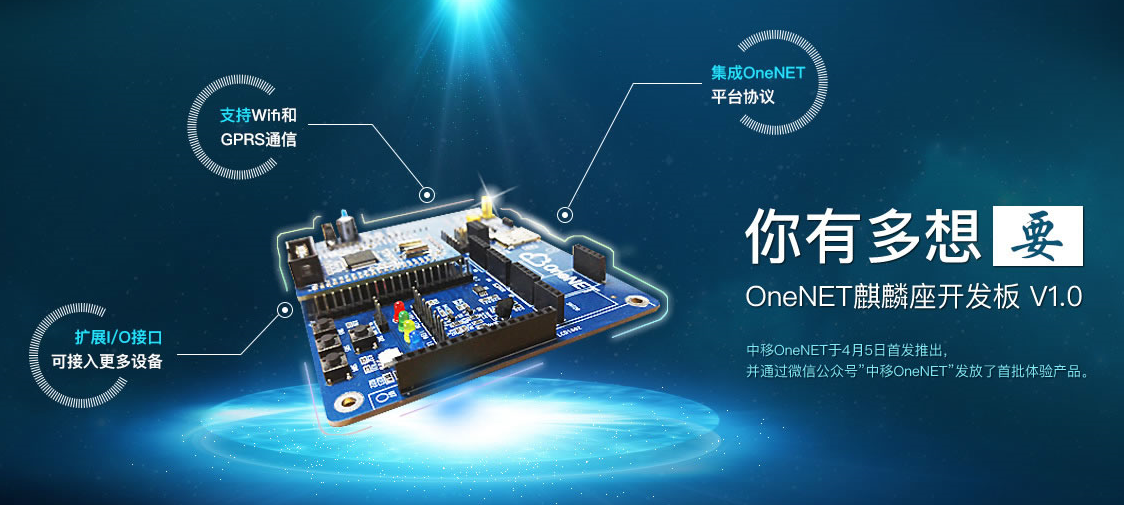 集成OneNET
平台协议
支持Wifi和
GPRS通信
扩展I/O接口
可接入更多设备
你有多想要
OneNET麒麟座开发板 V1.0
中移OneNET于4月5日首发推出,
并通过微信公众号”中移OneNET”发放了首批体验产品。
OneNET